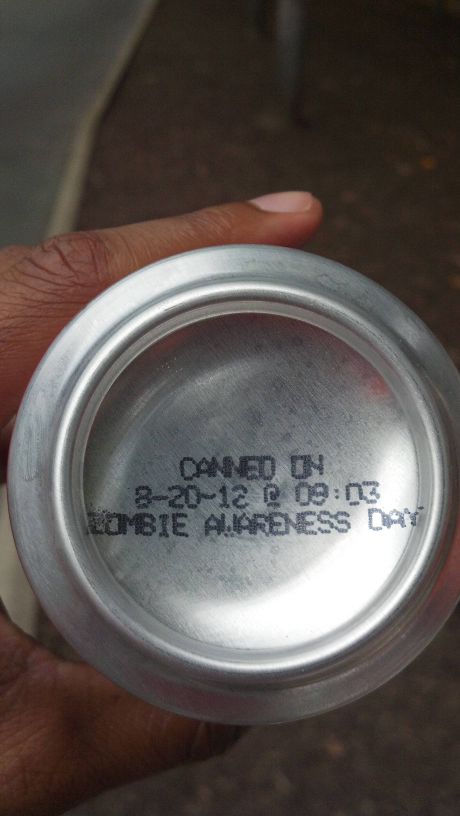 CANNED ON
8-20-12 @ 09:03
ZOMBIE AWARENESS DAY